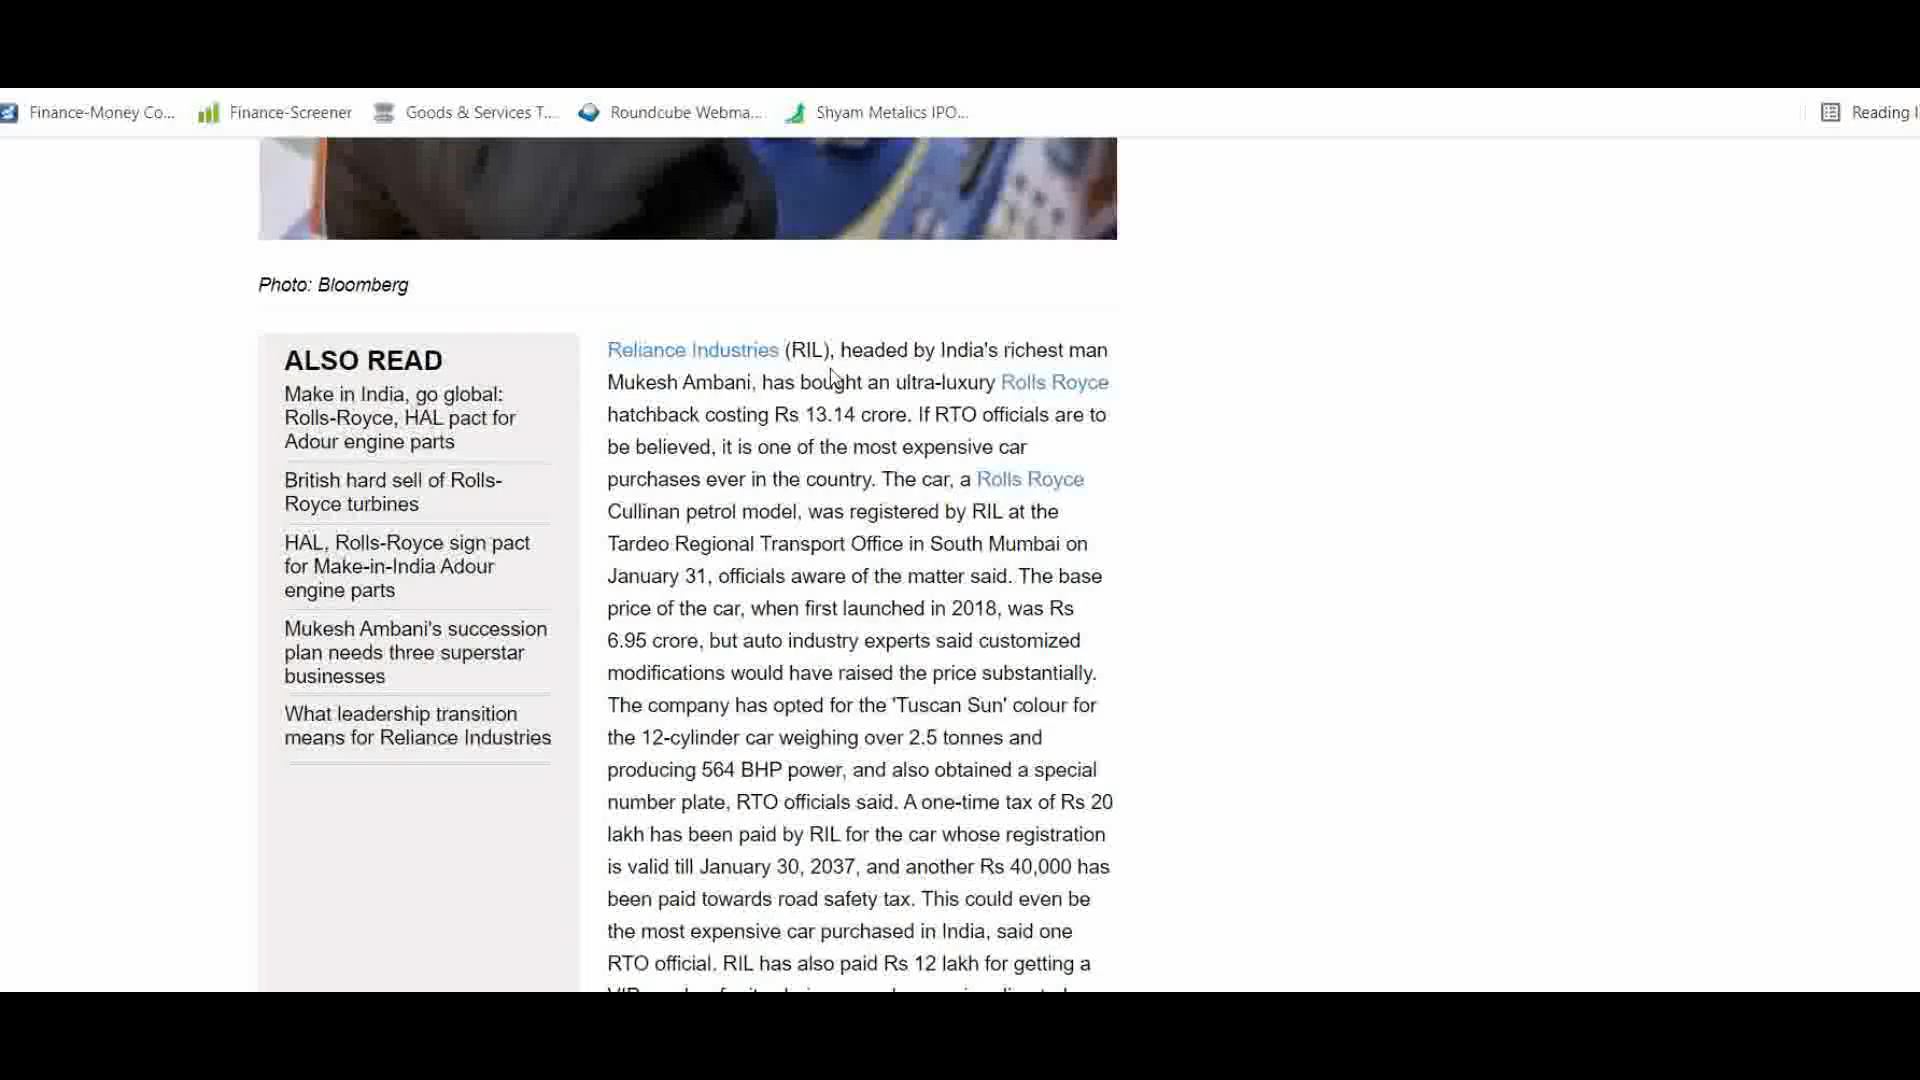 Finance-Money Co...
Finance-Screener
Goods & Services T...
Roundcube Webma...
Shyam Metalics IPO...
Reading
Photo: Bloomberg
ALSO READ
Make in India, go global:
Rolls-Royce, HAL pact for
Adour engine parts
British hard sell of Rolls-
Royce turbines
HAL, Rolls-Royce sign pact
for Make-in-India Adour
engine parts
Mukesh Ambani's succession
plan needs three superstar
businesses
What leadership transition
means for Reliance Industries
Reliance Industries (RIL), headed by India's richest man
Mukesh Ambani, has bought an ultra-luxury Rolls Royce
hatchback costing Rs 13.14 crore. If RTO officials are to
be believed, it is one of the most expensive car
purchases ever in the country. The car, a Rolls Royce
Cullinan petrol model, was registered by RIL at the
Tardeo Regional Transport Office in South Mumbai on
January 31, officials aware of the matter said. The base
price of the car, when first launched in 2018, was Rs
6.95 crore, but auto industry experts said customized
modifications would have raised the price substantially.
The company has opted for the 'Tuscan Sun' colour for
the 12-cylinder car weighing over 2.5 tonnes and
producing 564 BHP power, and also obtained a special
number plate, RTO officials said. A one-time tax of Rs 20
lakh has been paid by RIL for the car whose registration
is valid till January 30, 2037, and another Rs 40,000 has
been paid towards road safety tax. This could even be
the most expensive car purchased in India, said one
RTO official. RIL has also paid Rs 12 lakh for getting a